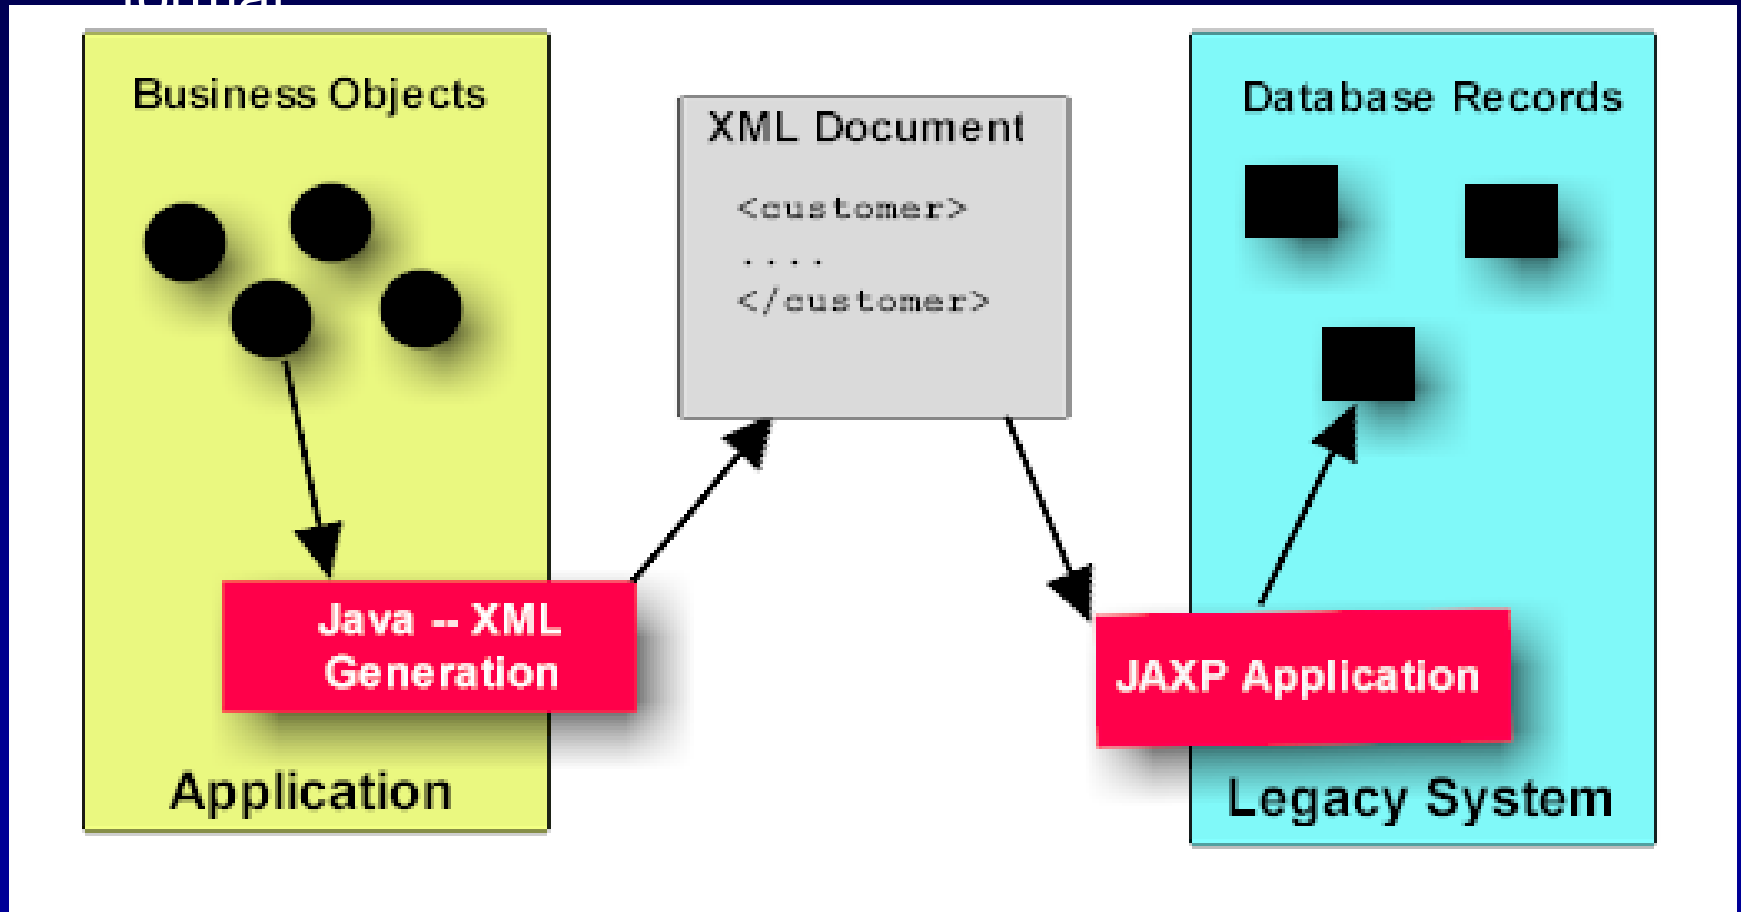 Business Objects
XML Document
<customer>
....
</customer>
Database Records
Java -- XML
Generation
JAXP Application
Application
Legacy System